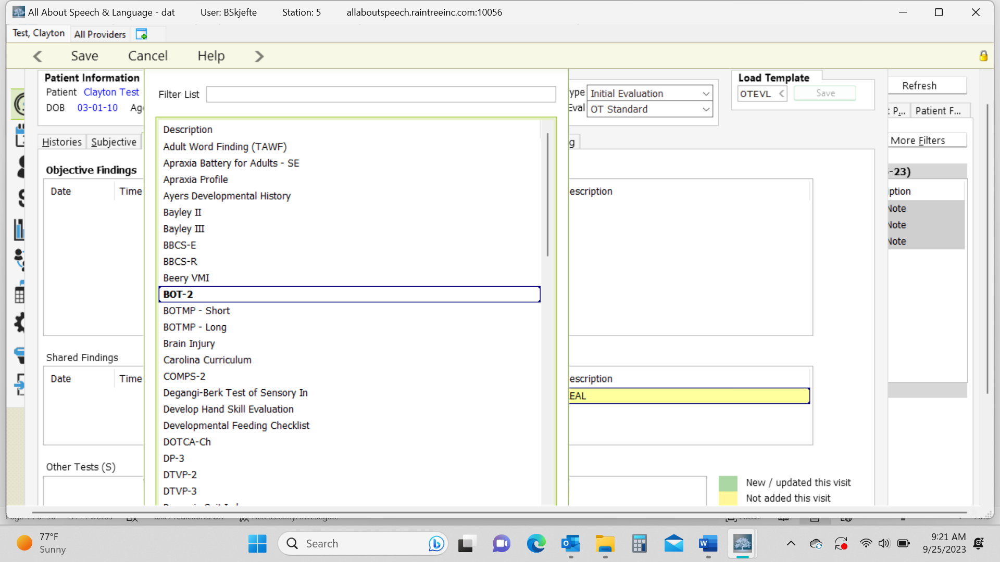 All About Speech & Language - dat User: BSkjefte Station: 5 allaboutspeech.raintreeinc.com:10056
Test, Clayton All Providers
Save Cancel Help
Patient Information
Patient Clayton Test
DOB 03-01-10
Filter List
ype Initial Evaluation
Eval OT Standard
Load Template
OTEVL Save
Refresh
Patient F...
More Filters
Histories Subjective
Objective Findings
Date Time
escription
-23)
ption
Note
Note
Note
Description
Adult Word Finding (TAWF)
Apraxia Battery for Adults - SE
Apraxia Profile
Ayers Developmental History
Bayley II
Bayley III
BBCS-E
BBCS-R
Beery VMI
BOT-2
BOTMP - Short
BOTMP - Long
Brain Injury
Carolina Curriculum
COMPS-2
Degangi-Berk Test of Sensory In
Develop Hand Skill Evaluation
Developmental Feeding Checklist
DOTCA-Ch
DP-3
DTVP-2
DTVP-3
Shared Findings
Date Time
escription
EAL
Other Tests (S)
New / updated this visit
Not added this visit
77°F
Sunny
Search
9:21 AM
9/25/2023